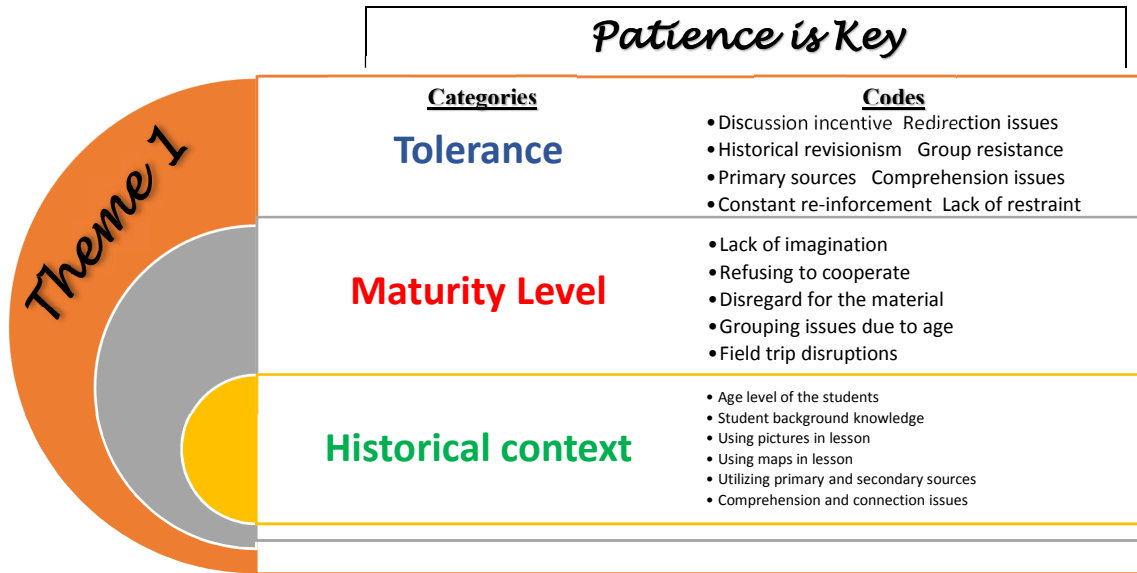 Patience is Key
Theme 1
Categories
Codes
Tolerance
•Discussion incentive Redirection issues
•Historical revisionism Group resistance
•Primary sources Comprehension issues
•Constant re-inforcement Lack of restraint
Maturity Level
•Lack of imagination
•Refusing to cooperate
•Disregard for the material
•Grouping issues due to age
•Field trip disruptions
Historical context
• Age level of the students
• Student background knowledge
• Using pictures in lesson
• Using maps in lesson
• Utilizing primary and secondary sources
• Comprehension and connection issues